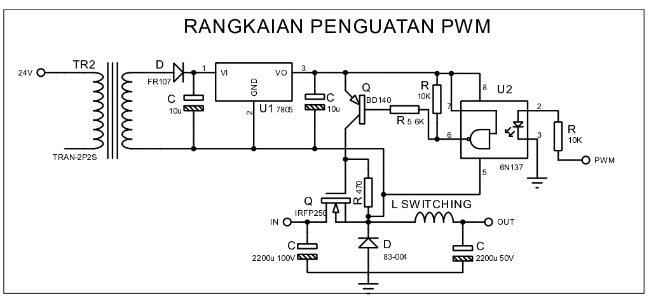 RANGKAIAN PENGUATAN PWM
TR2
24V
TRAN-2P2S
D
FR107
C
10u
1
VI
VO
3
GND
2
U1 7805
C
10u
Q
BD140
R 5.6K
R
10K
U2
8
7
6
5
2
3
6N137
R
10K
PWM
R 470
Q
IRFP250
IN
L SWITCHING
OUT
C
2200u 100V
D
83-004
C
2200u 50V